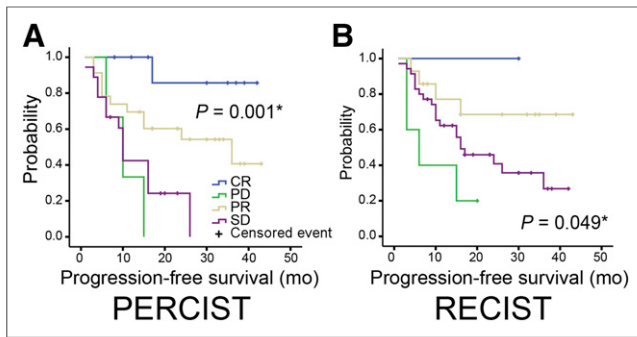 A
1.0
0.8
0.6
0.4
0.2
0.0
Probability
P = 0.001*
CR
PD
PR
SD
+ Censored event
0 10 20 30 40 50
Progression-free survival (mo)
PERCIST
B
1.0
0.8
0.6
0.4
0.2
0.0
Probability
P = 0.049*
0 10 20 30 40 50
Progression-free survival (mo)
RECIST